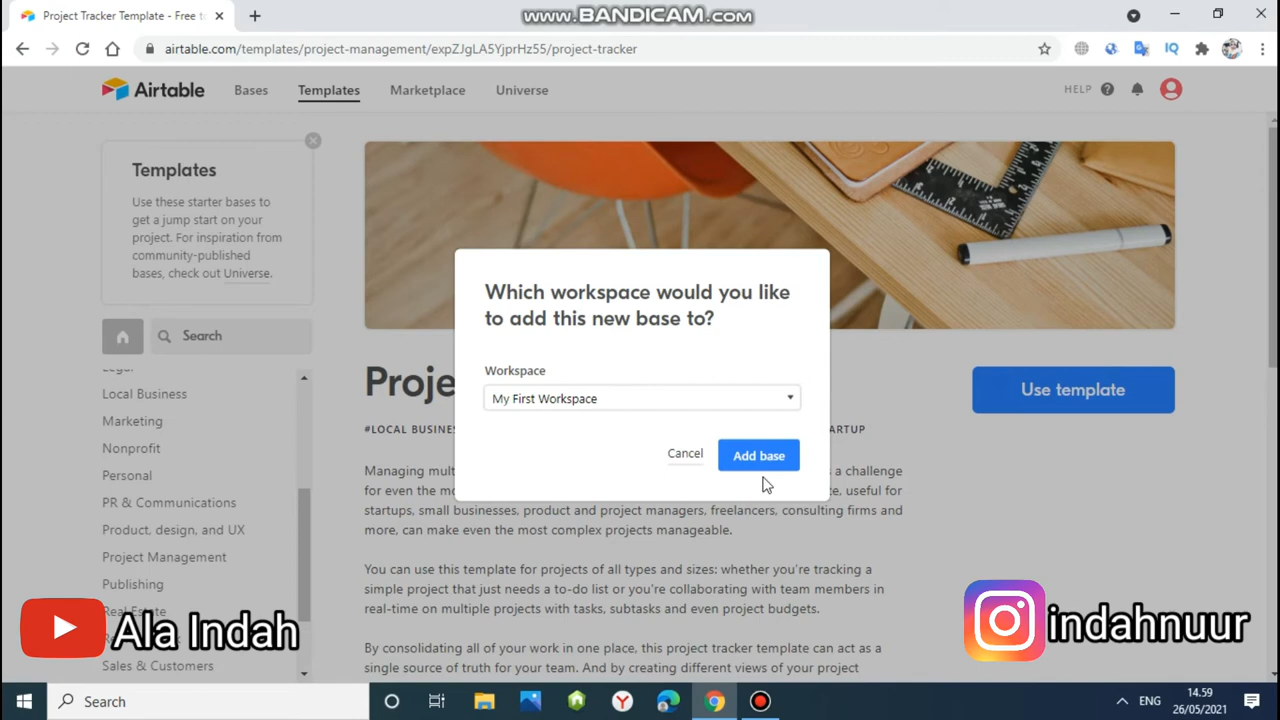 Project Tracker Template - Free to
www.BANDICAM.com
airtable.com/templates/project-management/expZJgLA5YjprHz55/project-tracker
Airtable
Bases
Templates
Marketplace
Universe
HELP
Templates
Use these starter bases to
get a jump start on your
project. For inspiration from
community-published
bases, check out Universe.
Search
Legal
Local Business
Marketing
Nonprofit
Personal
PR & Communications
Product, design, and UX
Project Management
Publishing
Real Estate
Sales & Customers
Which workspace would you like
to add this new base to?
Workspace
My First Workspace
Cancel
Add base
Proje
Use template
#LOCAL BUSINE
ARTUP
Managing mult
s a challenge
for even the mo
te, useful for
startups, small businesses, product and project managers, freelancers, consulting firms and
more, can make even the most complex projects manageable.
You can use this template for projects of all types and sizes: whether you're tracking a
simple project that just needs a to-do list or you're collaborating with team members in
real-time on multiple projects with tasks, subtasks and even project budgets.
By consolidating all of your work in one place, this project tracker template can act as a
single source of truth for your team. And by creating different views of your project
Ala Indah
indahnuur
Search
ENG
14.59
26/05/2021